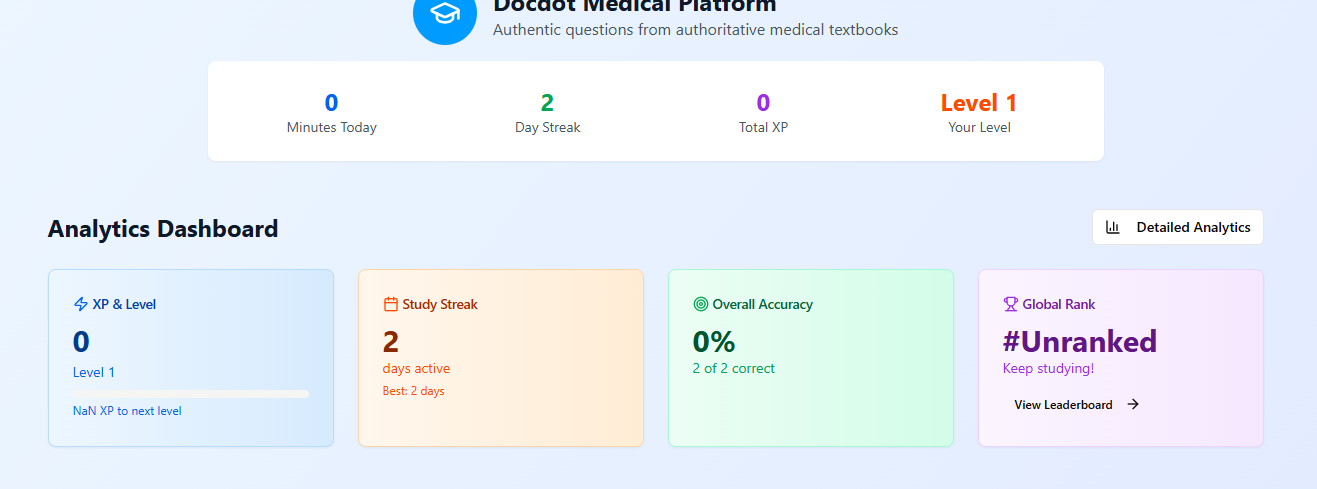 Docdot Medical Platform
Authentic questions from authoritative medical textbooks
0
Minutes Today
2
Day Streak
0
Total XP
Level 1
Your Level
Analytics Dashboard
Detailed Analytics
XP & Level
0
Level 1
NaN XP to next level
Study Streak
2
days active
Best: 2 days
Overall Accuracy
0%
2 of 2 correct
Global Rank
#Unranked
Keep studying!
View Leaderboard